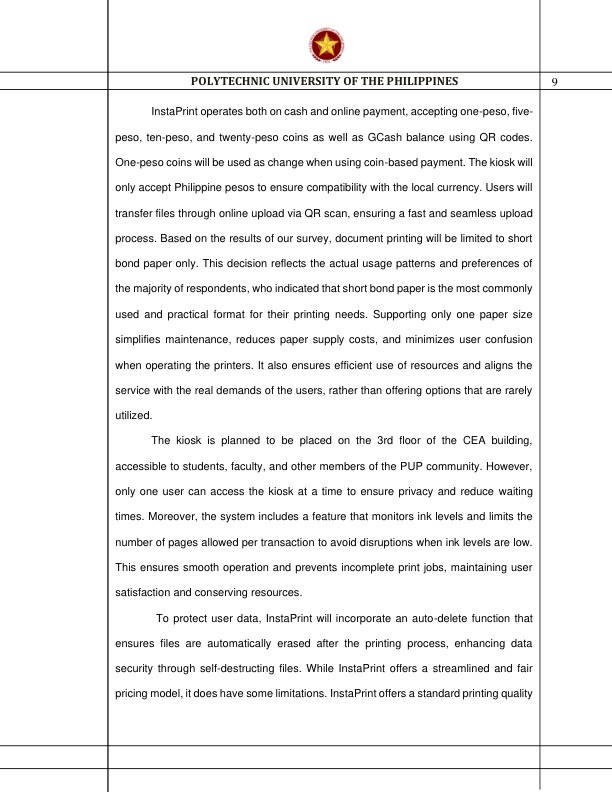 POLYTECHNIC UNIVERSITY OF THE PHILIPPINES 9
InstaPrint operates both on cash and online payment, accepting one-peso, five-
peso, ten-peso, and twenty-peso coins as well as GCash balance using QR codes.
One-peso coins will be used as change when using coin-based payment. The kiosk will
only accept Philippine pesos to ensure compatibility with the local currency. Users will
transfer files through online upload via QR scan, ensuring a fast and seamless upload
process. Based on the results of our survey, document printing will be limited to short
bond paper only. This decision reflects the actual usage patterns and preferences of
the majority of respondents, who indicated that short bond paper is the most commonly
used and practical format for their printing needs. Supporting only one paper size
simplifies maintenance, reduces paper supply costs, and minimizes user confusion
when operating the printers. It also ensures efficient use of resources and aligns the
service with the real demands of the users, rather than offering options that are rarely
utilized.
The kiosk is planned to be placed on the 3rd floor of the CEA building,
accessible to students, faculty, and other members of the PUP community. However,
only one user can access the kiosk at a time to ensure privacy and reduce waiting
times. Moreover, the system includes a feature that monitors ink levels and limits the
number of pages allowed per transaction to avoid disruptions when ink levels are low.
This ensures smooth operation and prevents incomplete print jobs, maintaining user
satisfaction and conserving resources.
To protect user data, InstaPrint will incorporate an auto-delete function that
ensures files are automatically erased after the printing process, enhancing data
security through self-destructing files. While InstaPrint offers a streamlined and fair
pricing model, it does have some limitations. InstaPrint offers a standard printing quality